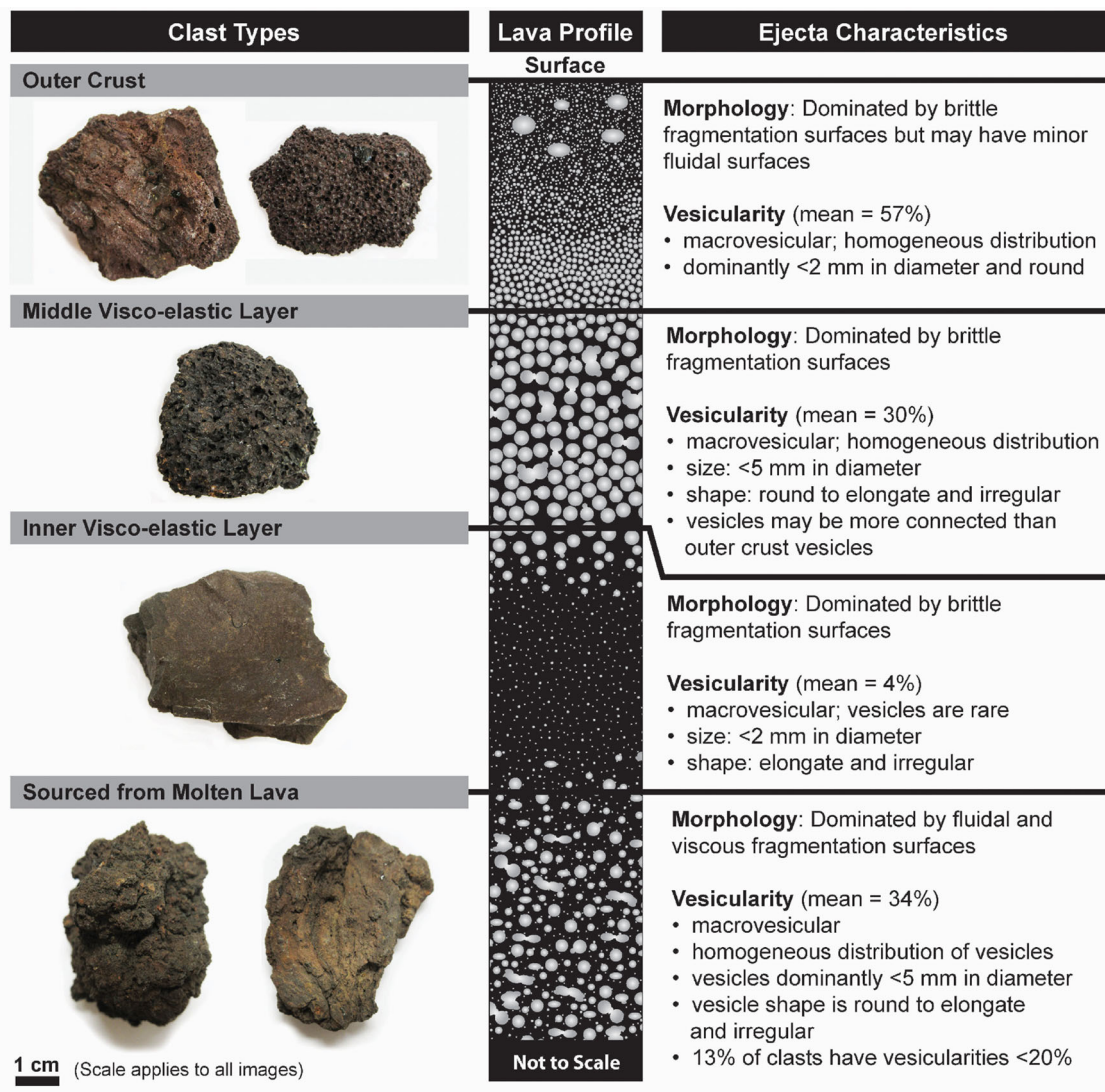 Clast Types
Lava Profile
Ejecta Characteristics
Surface
Outer Crust
Morphology: Dominated by brittle
fragmentation surfaces but may have minor
fluidal surfaces
Vesicularity (mean = 57%)
• macrovesicular; homogeneous distribution
• dominantly <2 mm in diameter and round
Middle Visco-elastic Layer
Morphology: Dominated by brittle
fragmentation surfaces
Vesicularity (mean = 30%)
• macrovesicular; homogeneous distribution
• size: <5 mm in diameter
• shape: round to elongate and irregular
• vesicles may be more connected than
outer crust vesicles
Inner Visco-elastic Layer
Morphology: Dominated by brittle
fragmentation surfaces
Vesicularity (mean = 4%)
• macrovesicular; vesicles are rare
• size: <2 mm in diameter
• shape: elongate and irregular
Sourced from Molten Lava
Morphology: Dominated by fluidal and
viscous fragmentation surfaces
Vesicularity (mean = 34%)
• macrovesicular
• homogeneous distribution of vesicles
• vesicles dominantly <5 mm in diameter
• vesicle shape is round to elongate
and irregular
• 13% of clasts have vesicularities <20%
1 cm (Scale applies to all images)
Not to Scale